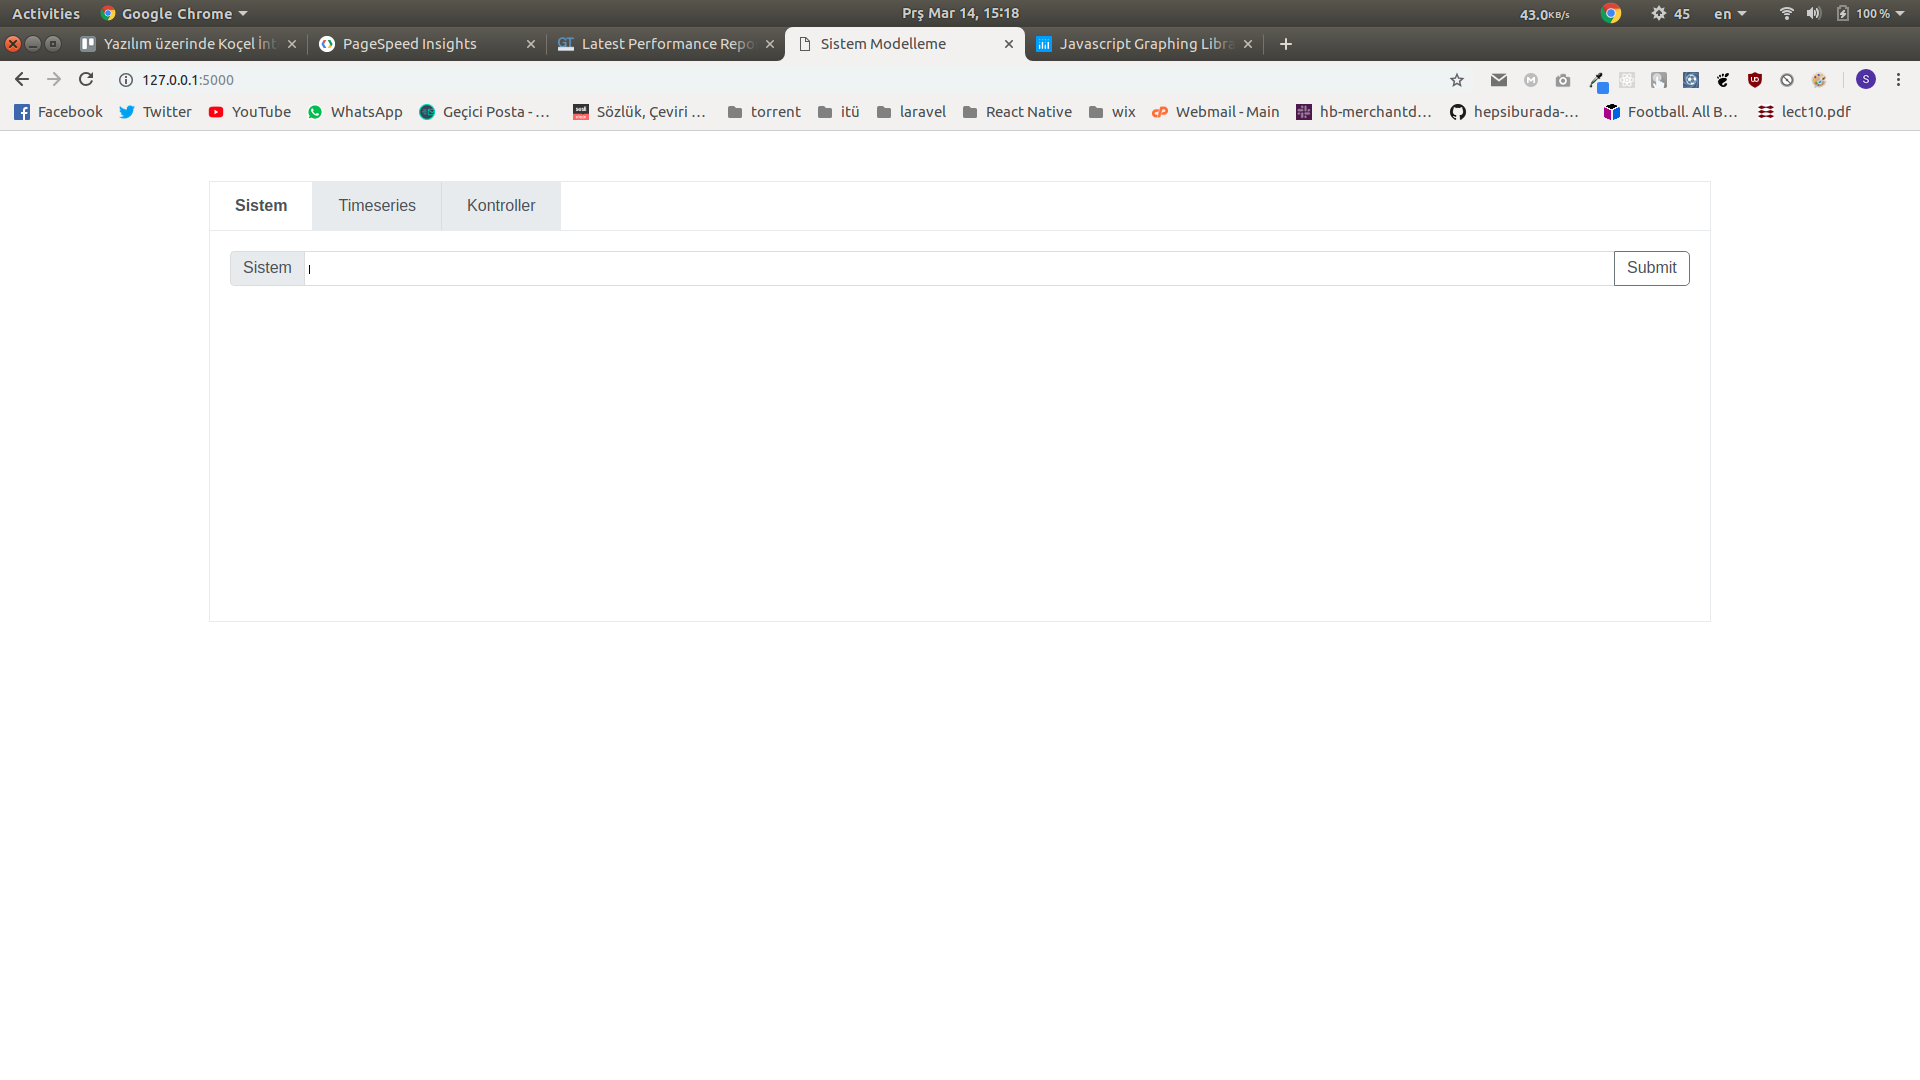 Activities Google Chrome Prş Mar 14, 15:18 43.0KB/s 45 en 100 %
Yazılım üzerinde Koçel İnt PageSpeed Insights GT Latest Performance Repo Sistem Modelleme Javascript Graphing Libra
127.0.0.1:5000 S
Facebook Twitter YouTube WhatsApp Geçici Posta - ... Sözlük, Çeviri ... torrent itü laravel React Native wix Webmail - Main hb-merchantd... hepsiburada-... Football. All B... lect10.pdf
Sistem Timeseries Kontroller
Sistem Submit